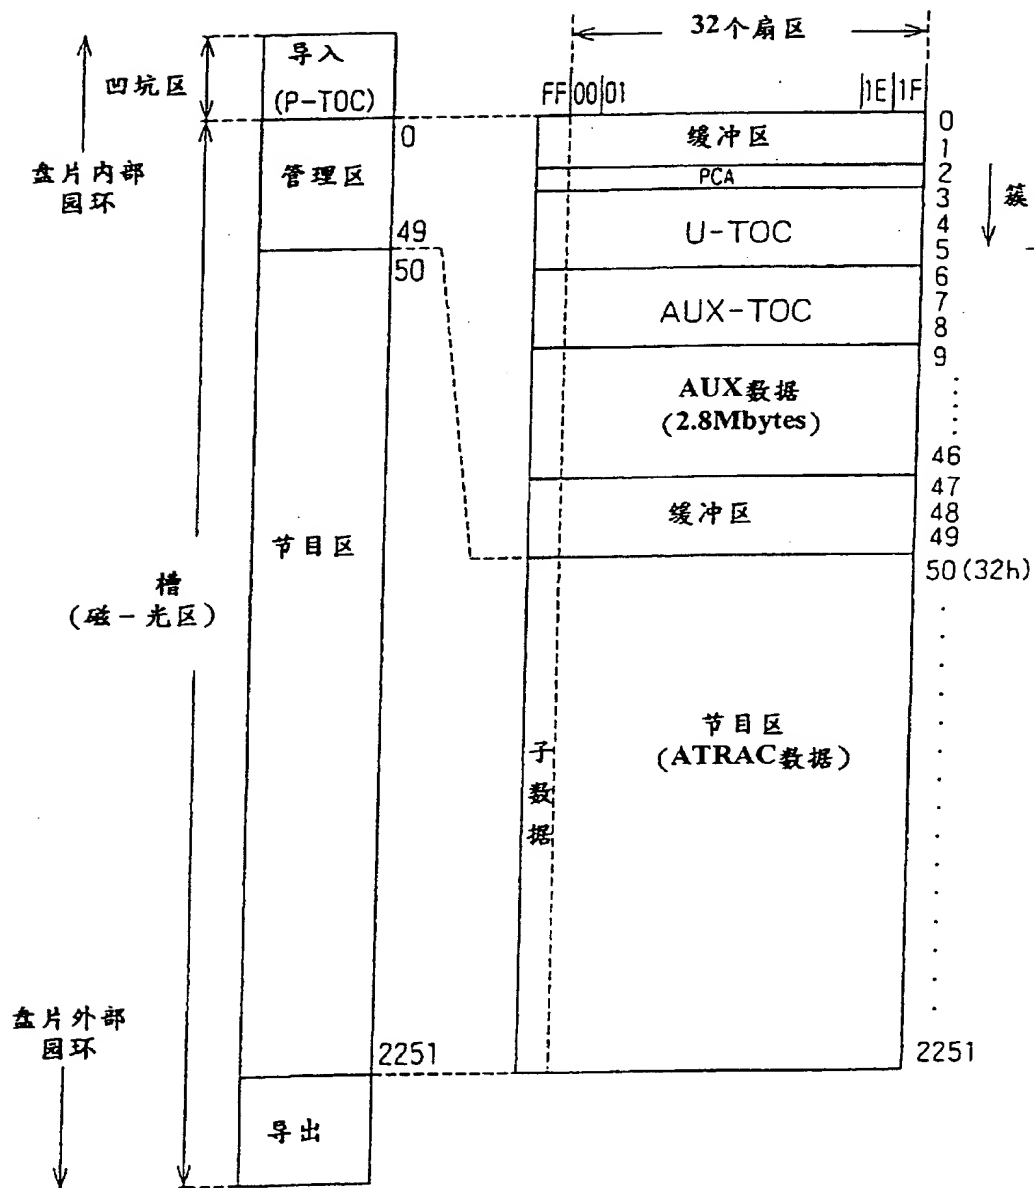 32个扇区
导入
(P-TOC)
凹坑区
FF 00 01 1E 1F
盘片内部
园环
0
管理区
49
50
缓冲区
PCA
U-TOC
AUX-TOC
AUX数据
(2.8Mbytes)
缓冲区
0
1
2
3
4
5
6
7
8
9
46
47
48
49
50(32h)
簇
节目区
槽
(磁－光区)
节目区
(ATRAC数据)
子
数
据
盘片外部
园环
2251
2251
导出